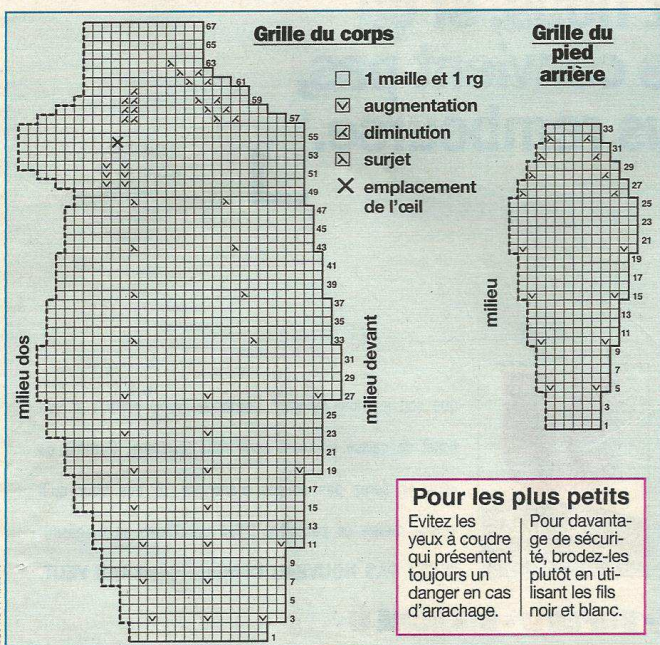 Grille du corps
1 maille et 1 rg
augmentation
diminution
surjet
emplacement
de l'œil
Grille du
pied
arrière
67
65
63
61
59
57
55
53
51
49
47
45
43
41
39
37
35
33
31
29
27
25
23
21
19
17
15
13
11
9
7
5
3
1
milieu dos
milieu devant
33
31
29
27
25
23
21
19
17
15
13
11
9
7
5
3
1
milieu
Pour les plus petits
Evitez les
yeux à coudre
qui présentent
toujours un
danger en cas
d'arrachage.
Pour davanta-
ge de sécuri-
té, brodez-les
plutôt en uti-
lisant les fils
noir et blanc.